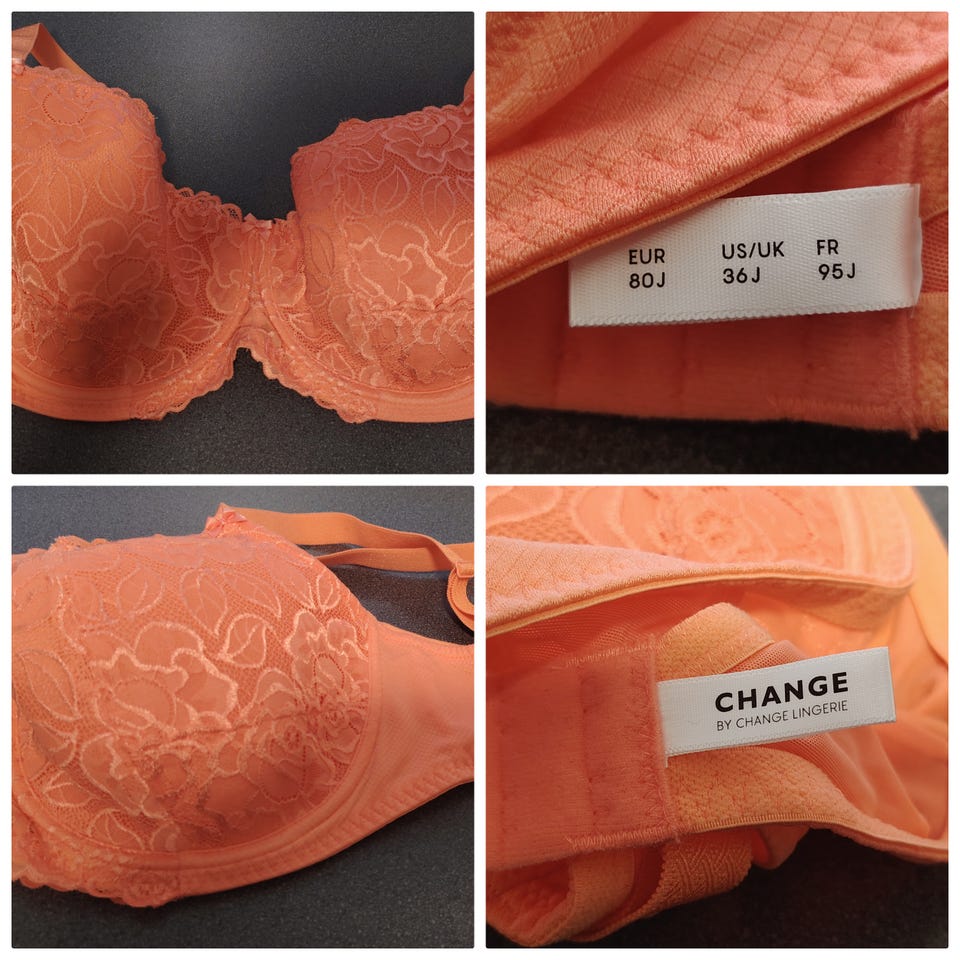 EUR US/UK FR
80J 36J 95J
CHANGE
BY CHANGE LINGERIE